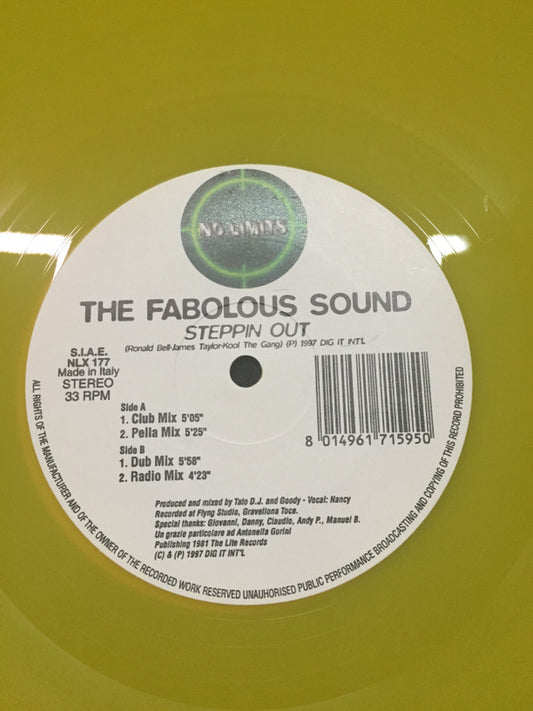 NO-LIMITS
THE FABOLOUS SOUND
STEPPIN OUT
(Ronald Bell-James Taylor-Kool The Gang) (P) 1997 DIG IT INT'L
S.I.A.E.
NLX 177
Made in Italy
STEREO
33 RPM
Side A
1. Club Mix 5'05"
2. Pella Mix 5'25"
Side B
1. Dub Mix 5'58"
2. Radio Mix 4'23"
8 014961 715950
Produced and mixed by Tato D.J. and Goody - Vocal: Nancy
Recorded at Flyng Studio, Gravellona Toce.
Special thanks: Giovanni, Danny, Claudio, Andy P., Manuel B.
Un grazie particolare ad Antonella Gorini
Publishing 1981 The Lite Records
(C) & (P) 1997 DIG IT INT'L
ALL RIGHTS OF THE MANUFACTURER AND OF THE OWNER OF THE RECORDED WORK RESERVED UNAUHORISED PUBLIC PERFORMANCE BROADCASTING AND COPYING OF THIS RECORD PROHIBITED